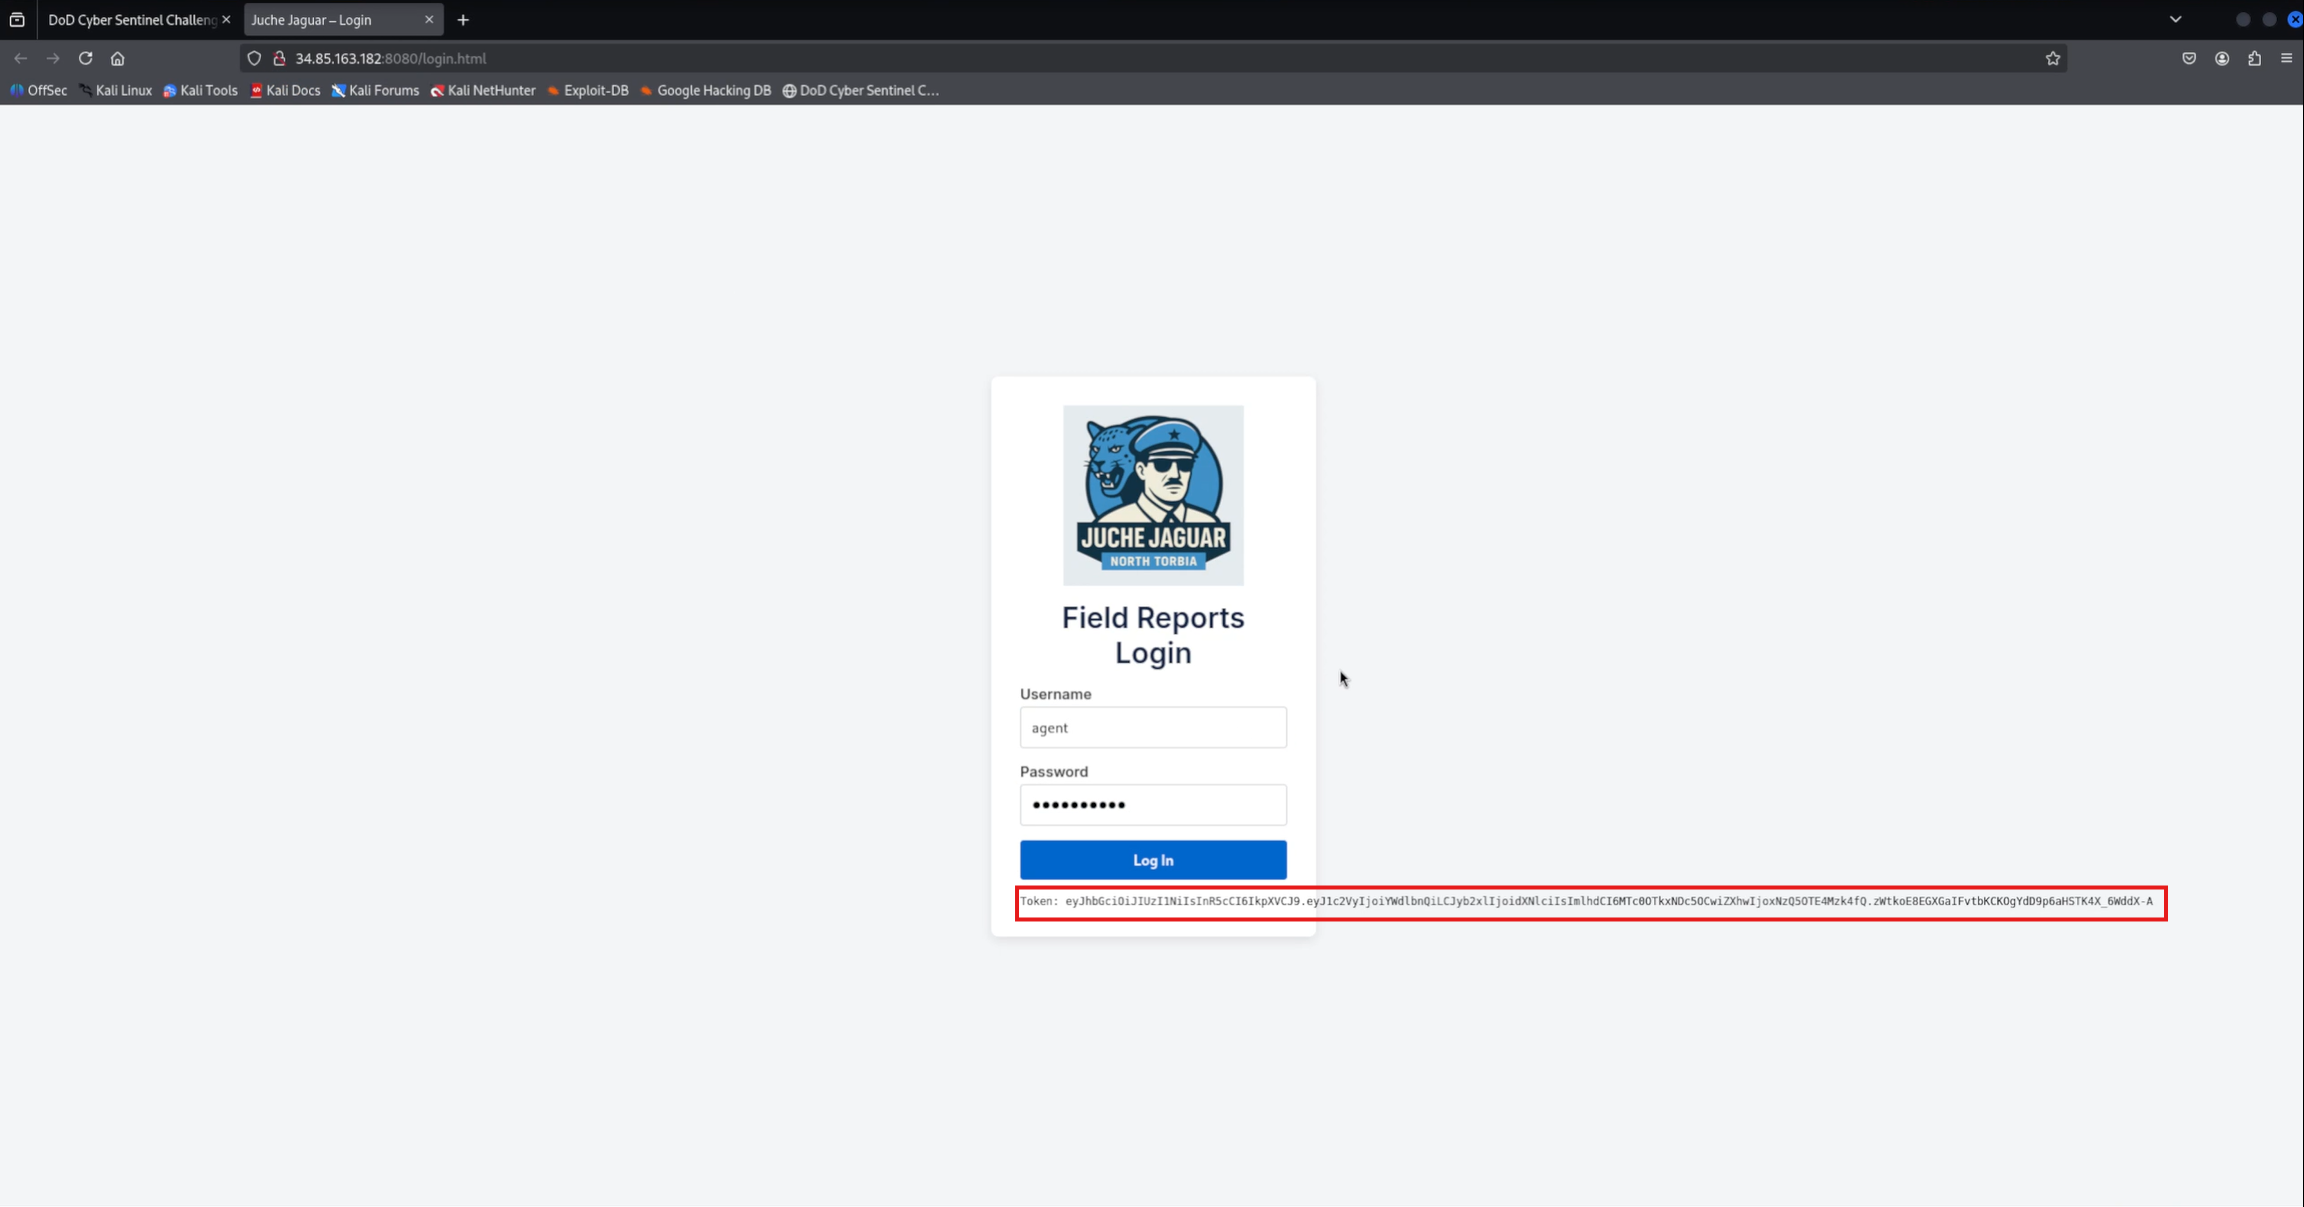 DoD Cyber Sentinel Challeng
Juche Jaguar – Login
34.85.163.182:8080/login.html
OffSec
Kali Linux
Kali Tools
Kali Docs
Kali Forums
Kali NetHunter
Exploit-DB
Google Hacking DB
DoD Cyber Sentinel C...
JUCHE JAGUAR
NORTH TORBIA
Field Reports
Login
Username
agent
Password
Log In
Token: eyJhbGciOiJIUzI1NiIsInR5cCI6IkpXVCJ9.eyJ1c2VyIjoiYWdlbnQiLCJyb2xlIjoidXNlciIsImlhdCI6MTc0OTkxNDc5OCwiZXhwIjoxNzQ5OTE4Mzk4fQ.zWtkoE8EGXGaIFvtbKCKOgYdD9p6aHSTK4X_6WddX-A